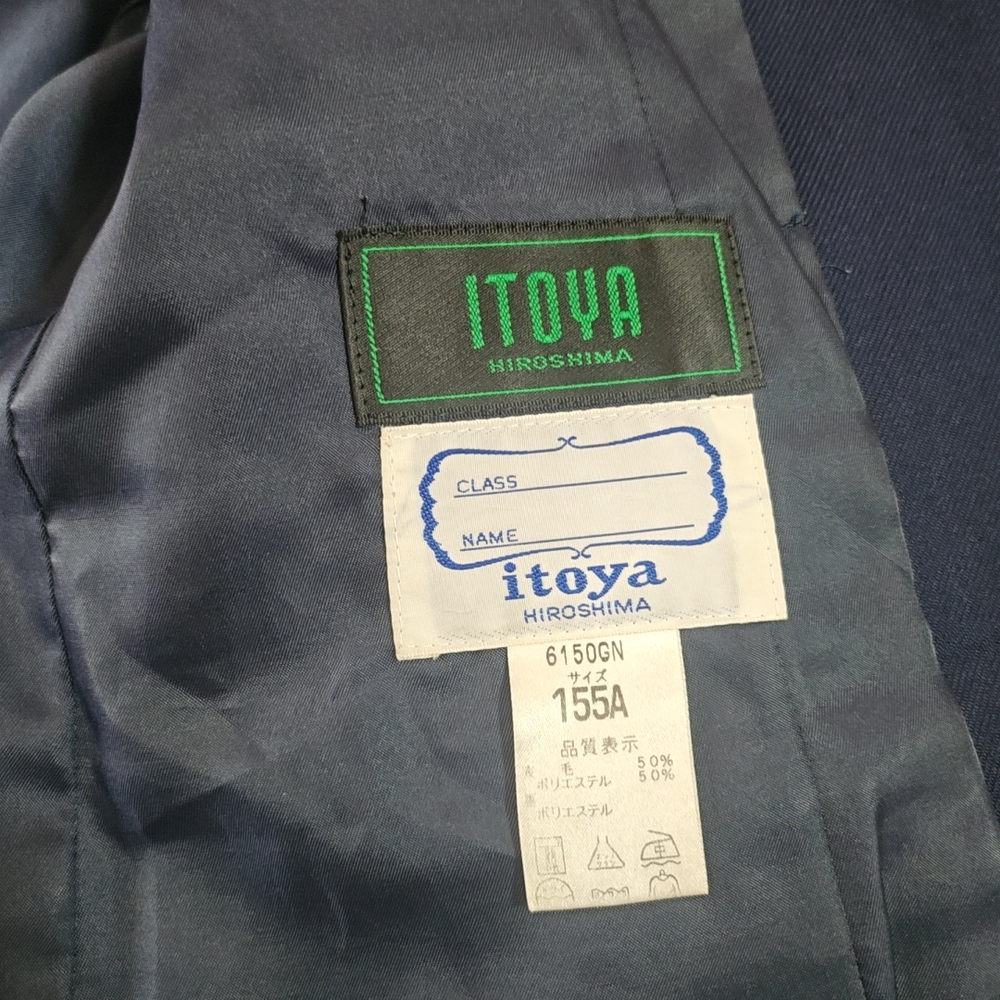 ITOYA
HIROSHIMA
CLASS
NAME
itoya
HIROSHIMA
6150GN
サイズ
155A
品質表示
毛 50%
ポリエステル 50%
ポリエステル
中